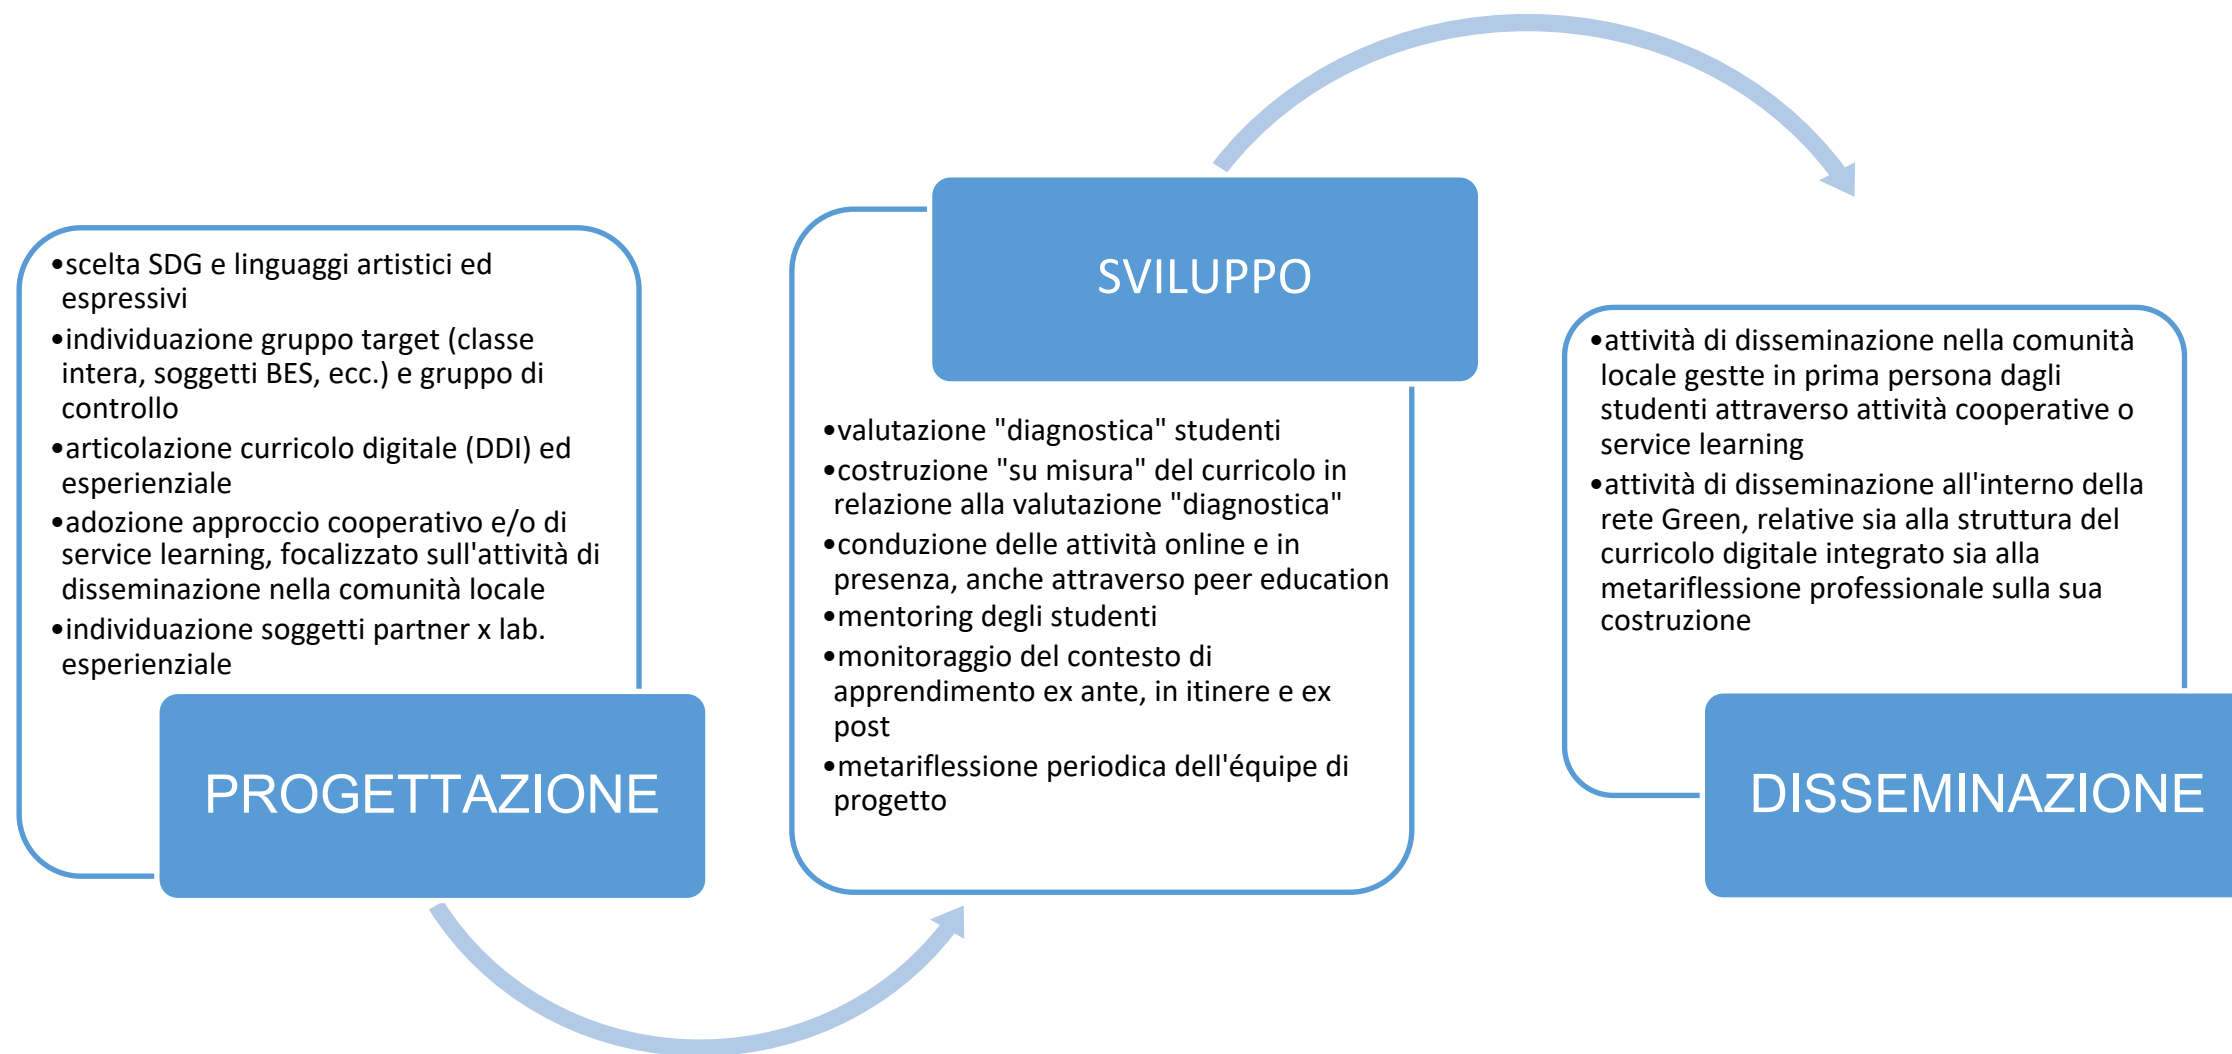 •scelta SDG e linguaggi artistici ed
espressivi
•individuazione gruppo target (classe
intera, soggetti BES, ecc.) e gruppo di
controllo
•articolazione curricolo digitale (DDI) ed
esperienziale
•adozione approccio cooperativo e/o di
service learning, focalizzato sull'attività di
disseminazione nella comunità locale
•individuazione soggetti partner x lab.
esperienziale
PROGETTAZIONE
SVILUPPO
•valutazione "diagnostica" studenti
•costruzione "su misura" del curricolo in
relazione alla valutazione "diagnostica"
•conduzione delle attività online e in
presenza, anche attraverso peer education
•mentoring degli studenti
•monitoraggio del contesto di
apprendimento ex ante, in itinere e ex
post
•metariflessione periodica dell'équipe di
progetto
•attività di disseminazione nella comunità
locale gestte in prima persona dagli
studenti attraverso attività cooperative o
service learning
•attività di disseminazione all'interno della
rete Green, relative sia alla struttura del
curricolo digitale integrato sia alla
metariflessione professionale sulla sua
costruzione
DISSEMINAZIONE